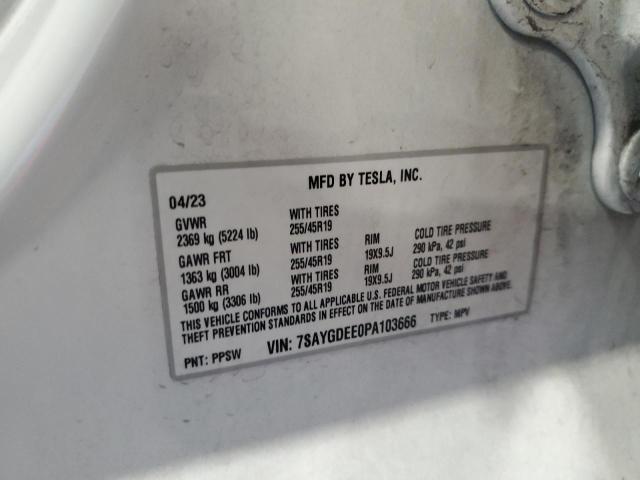 MFD BY TESLA, INC.
04/23
GVWR WITH TIRES
2369 kg (5224 lb) 255/45R19
GAWR FRT WITH TIRES RIM COLD TIRE PRESSURE
1363 kg (3004 lb) 255/45R19 19X9.5J 290 kPa, 42 psi
GAWR RR WITH TIRES RIM COLD TIRE PRESSURE
1500 kg (3306 lb) 255/45R19 19X9.5J 290 kPa, 42 psi
THIS VEHICLE CONFORMS TO ALL APPLICABLE U.S. FEDERAL MOTOR VEHICLE SAFETY AND
THEFT PREVENTION STANDARDS IN EFFECT ON THE DATE OF MANUFACTURE SHOWN ABOVE.
PNT: PPSW VIN: 7SAYGDEE0PA103666 TYPE: MPV